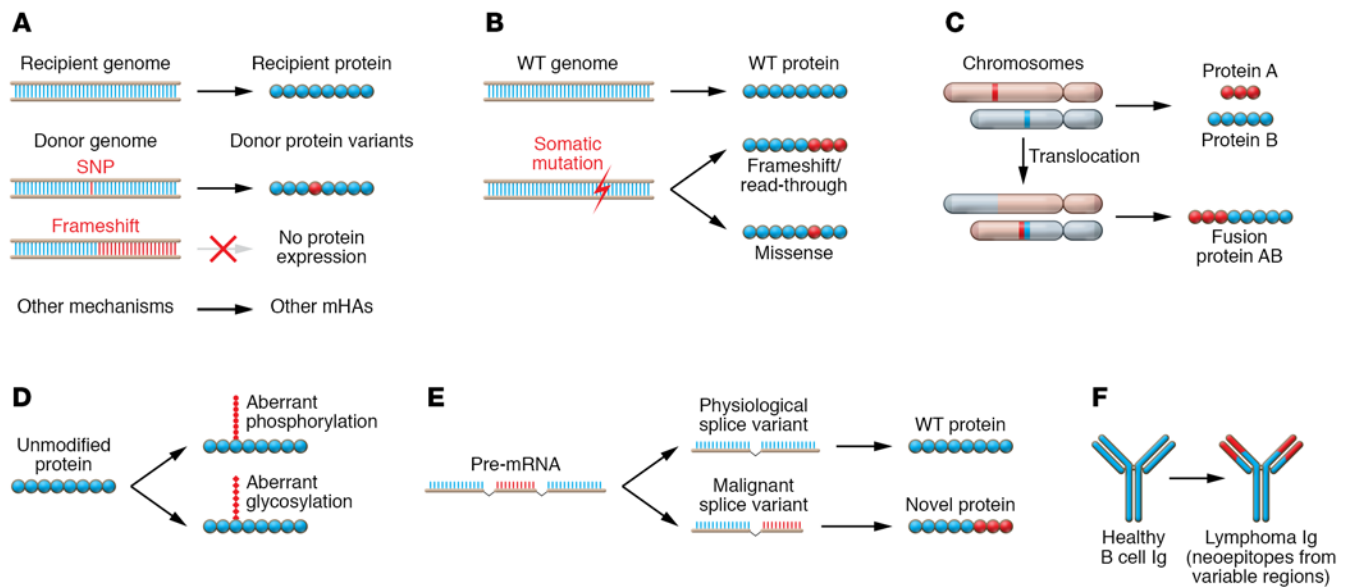 A
Recipient genome
Recipient protein
Donor genome
Donor protein variants
SNP
Frameshift
No protein
expression
Other mechanisms
Other mHAs
B
WT genome
WT protein
Somatic
mutation
Frameshift/
read-through
Missense
C
Chromosomes
Protein A
Protein B
Translocation
Fusion
protein AB
D
Unmodified
protein
Aberrant
phosphorylation
Aberrant
glycosylation
E
Pre-mRNA
Physiological
splice variant
WT protein
Malignant
splice variant
Novel protein
F
Healthy
B cell Ig
Lymphoma Ig
(neoepitopes from
variable regions)